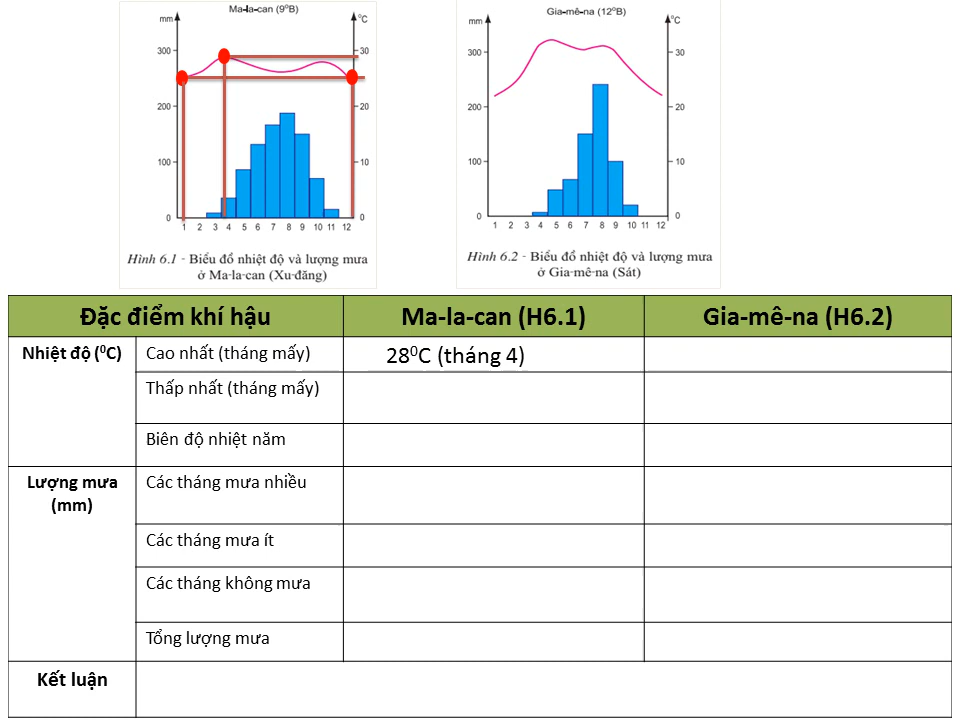 Ma-la-can (9⁰B)
mm
⁰C
300
30
200
20
100
10
0
0
1 2 3 4 5 6 7 8 9 10 11 12
Hình 6.1 - Biểu đồ nhiệt độ và lượng mưa
ở Ma-la-can (Xu-đăng)
Gia-mê-na (12⁰B)
mm
⁰C
300
30
200
20
100
10
0
0
1 2 3 4 5 6 7 8 9 10 11 12
Hình 6.2 - Biểu đồ nhiệt độ và lượng mưa
ở Gia-mê-na (Sát)
Đặc điểm khí hậu
Ma-la-can (H6.1)
Gia-mê-na (H6.2)
Nhiệt độ (⁰C)
Cao nhất (tháng mấy)
28⁰C (tháng 4)
Thấp nhất (tháng mấy)
Biên độ nhiệt năm
Lượng mưa
(mm)
Các tháng mưa nhiều
Các tháng mưa ít
Các tháng không mưa
Tổng lượng mưa
Kết luận